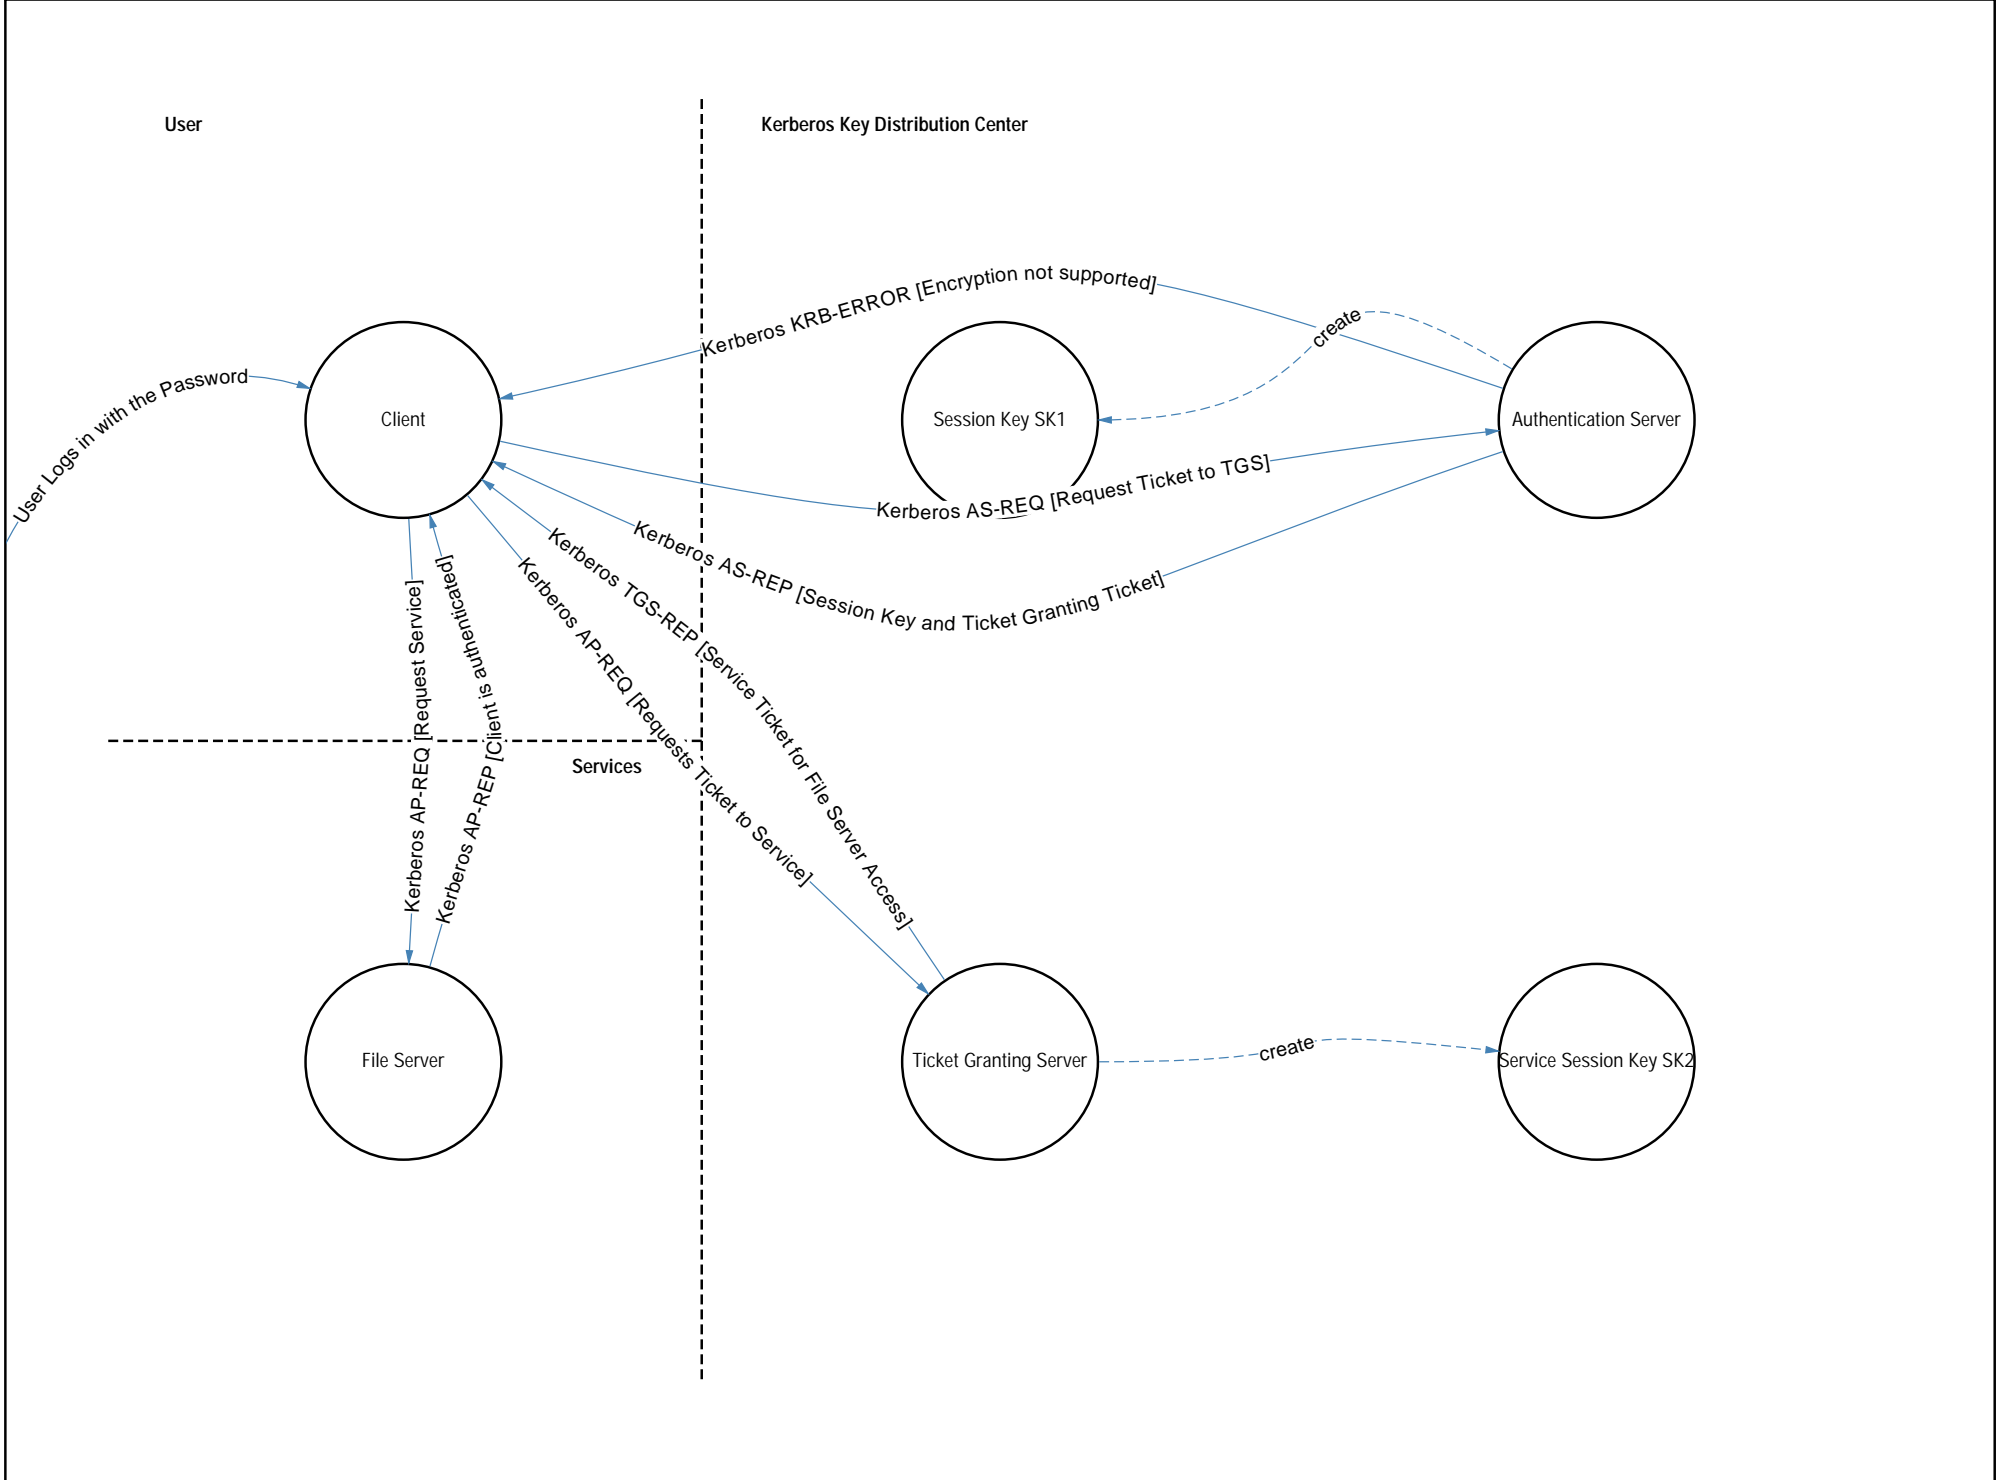 User
Kerberos Key Distribution Center
Kerberos KRB-ERROR [Encryption not supported]
create
User Logs in with the Password
Client
Session Key SK1
Authentication Server
Kerberos AS-REQ [Request Ticket to TGS]
Kerberos AS-REP [Session Key and Ticket Granting Ticket]
Kerberos TGS-REP [Service Ticket for File Server Access]
Kerberos AP-REQ [Requests Ticket to Service]
Kerberos AP-REQ [Request Service]
Kerberos AP-REP [Client is authenticated]
Services
File Server
Ticket Granting Server
create
Service Session Key SK2